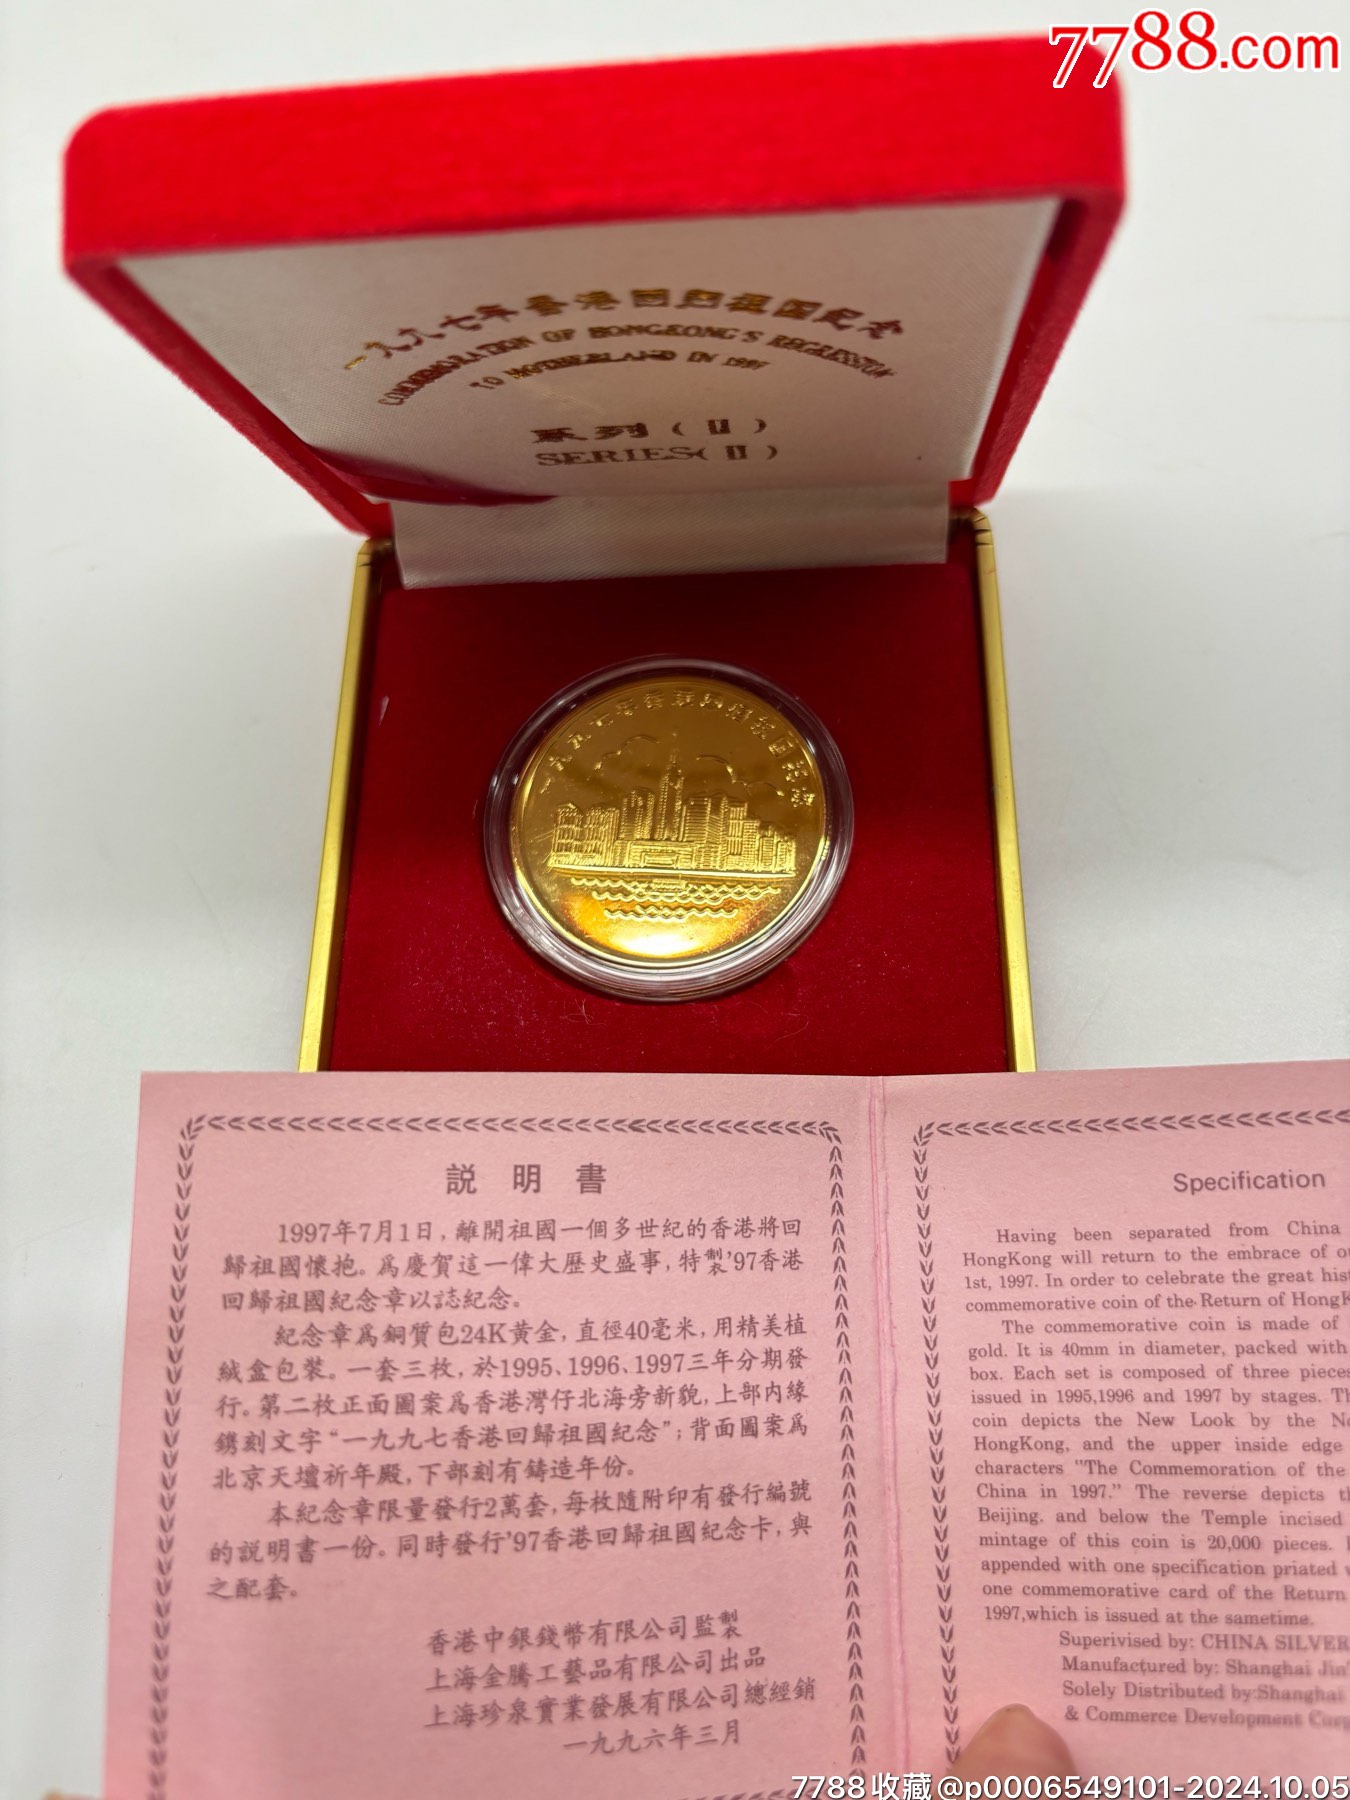 7788.com
一九九七年香港回歸祖國紀念
COMMEMORATION OF HONGKONG'S REGRESSION
TO MOTHERLAND IN 1997
系列(II)
SERIES(II)
一九九七年香港回歸祖國紀念
説明書
1997年7月1日,離開祖國一個多世紀的香港將回
歸祖國懷抱。爲慶賀這一偉大歷史盛事,特製'97香港
回歸祖國紀念章以誌紀念。
紀念章爲銅質包24K黄金,直徑40毫米,用精美植
絨盒包裝。一套三枚,於1995、1996、1997三年分期發
行。第二枚正面圖案爲香港灣仔北海旁新貌,上部内緣
鐫刻文字“一九九七香港回歸祖國紀念”;背面圖案爲
北京天壇祈年殿,下部刻有鑄造年份。
本紀念章限量發行2萬套,每枚隨附印有發行編號
的説明書一份。同時發行'97香港回歸祖國紀念卡,與
之配套。
香港中銀錢幣有限公司監製
上海金騰工藝品有限公司出品
上海珍泉實業發展有限公司總經銷
一九九六年三月
Specification
Having been separated from China
HongKong will return to the embrace of
1st, 1997. In order to celebrate the great
commemorative coin of the Return of
The commemorative coin is made of
gold. It is 40mm in diameter, packed with
box. Each set is composed of three pieces
issued in 1995,1996 and 1997 by stages.
coin depicts the New Look by the
HongKong, and the upper inside edge
characters "The Commemoration of the
China in 1997." The reverse depicts
Beijing. and below the Temple incised
mintage of this coin is 20,000 pieces.
appended with one specification priated
one commemorative card of the Return
1997,which is issued at the sametime.
Superivised by: CHINA SILVER
Manufactured by: Shanghai
Solely Distributed by:Shanghai
& Commerce Development
7788收藏@p0006549101-2024.10.05